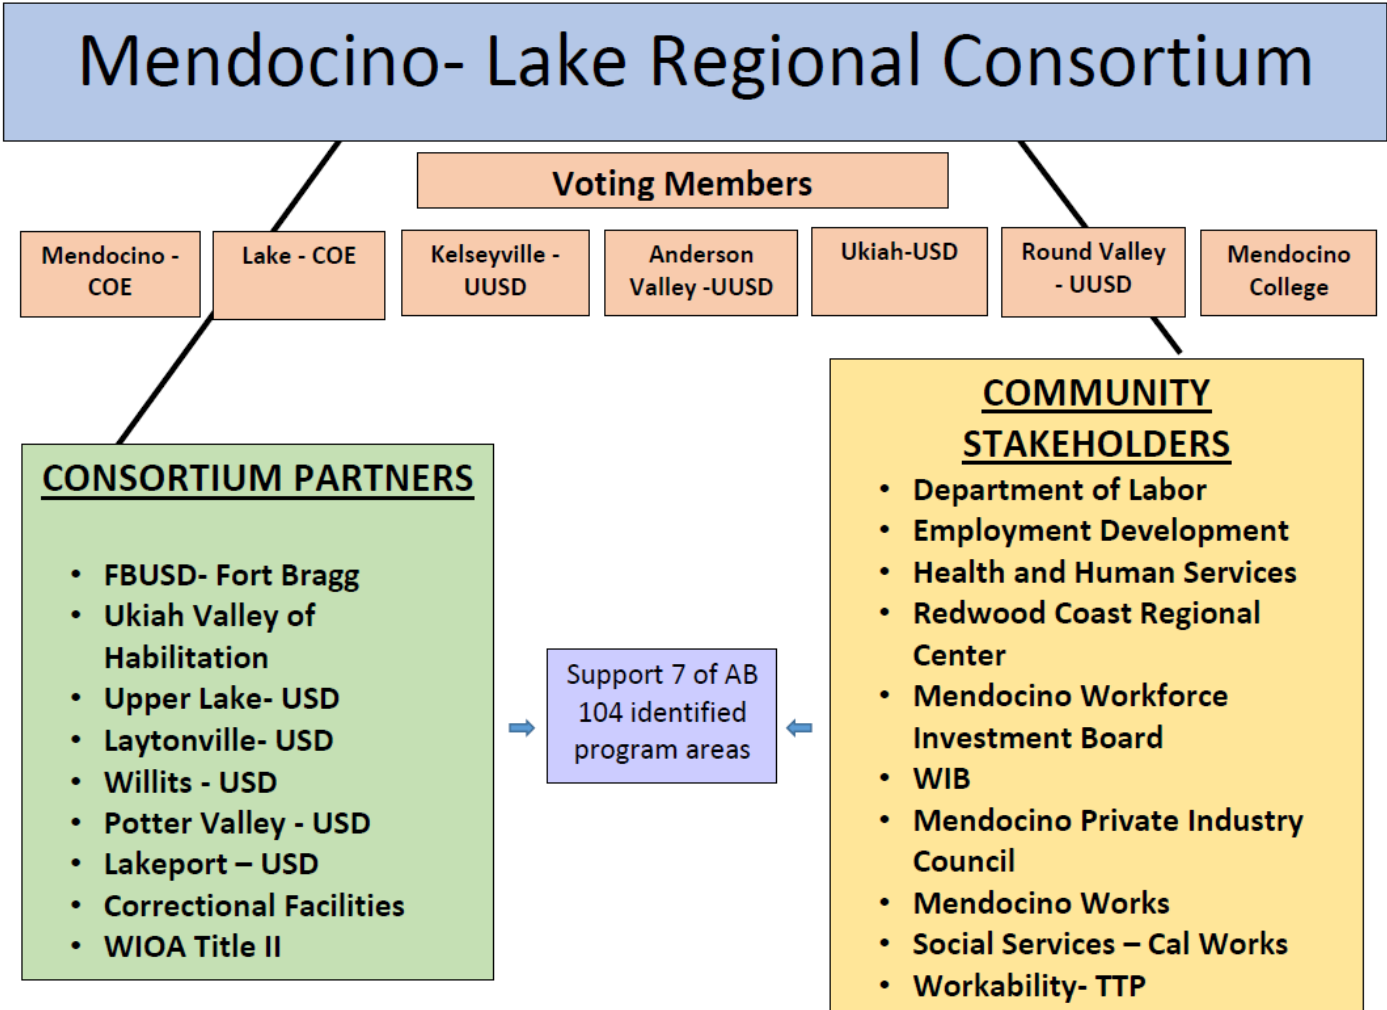 Mendocino- Lake Regional Consortium
Voting Members
Mendocino -
COE
Lake - COE
Kelseyville -
UUSD
Anderson
Valley -UUSD
Ukiah-USD
Round Valley
- UUSD
Mendocino
College
CONSORTIUM PARTNERS
• FBUSD- Fort Bragg
• Ukiah Valley of
Habilitation
• Upper Lake- USD
• Laytonville- USD
• Willits - USD
• Potter Valley - USD
• Lakeport – USD
• Correctional Facilities
• WIOA Title II
Support 7 of AB
104 identified
program areas
COMMUNITY
STAKEHOLDERS
• Department of Labor
• Employment Development
• Health and Human Services
• Redwood Coast Regional
Center
• Mendocino Workforce
Investment Board
• WIB
• Mendocino Private Industry
Council
• Mendocino Works
• Social Services – Cal Works
• Workability- TTP